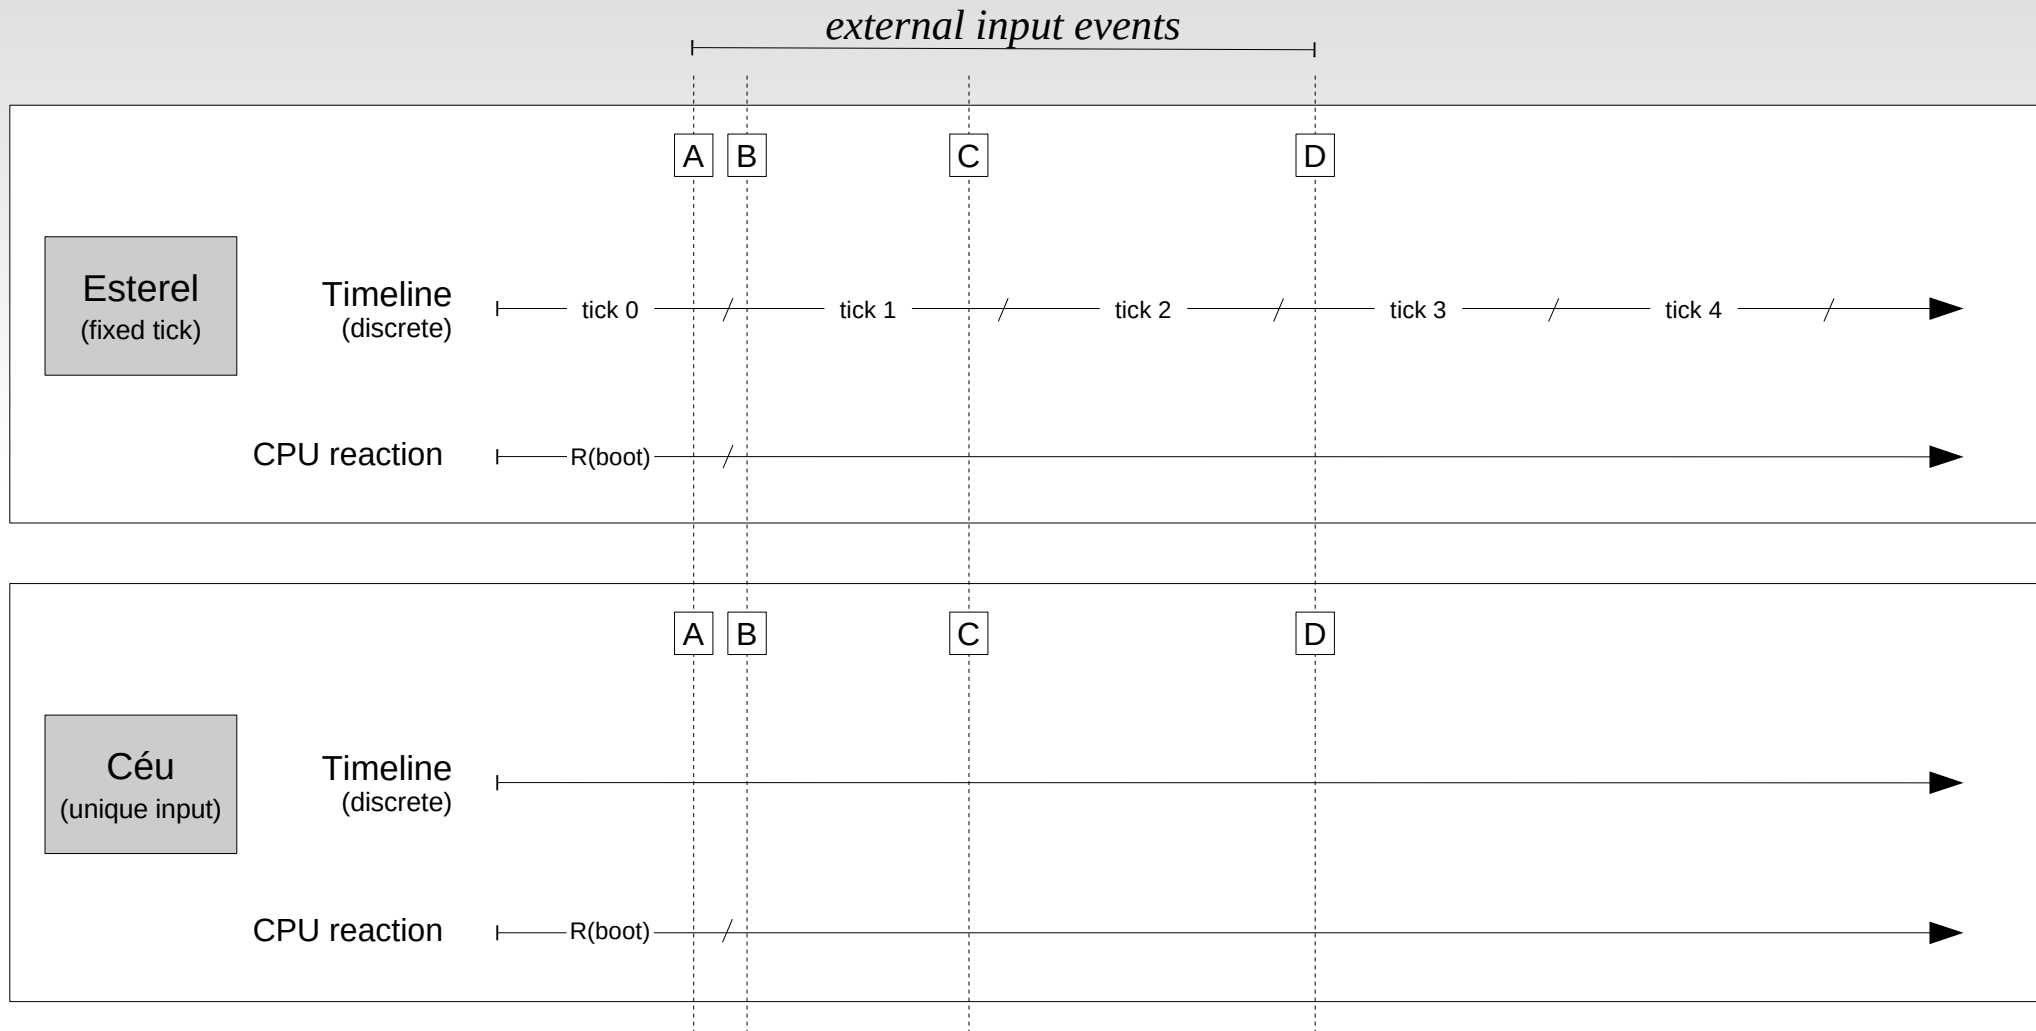 external input events
A B C D
Esterel
(fixed tick)
Timeline
(discrete)
tick 0 tick 1 tick 2 tick 3 tick 4
CPU reaction
R(boot)
A B C D
Céu
(unique input)
Timeline
(discrete)
CPU reaction
R(boot)